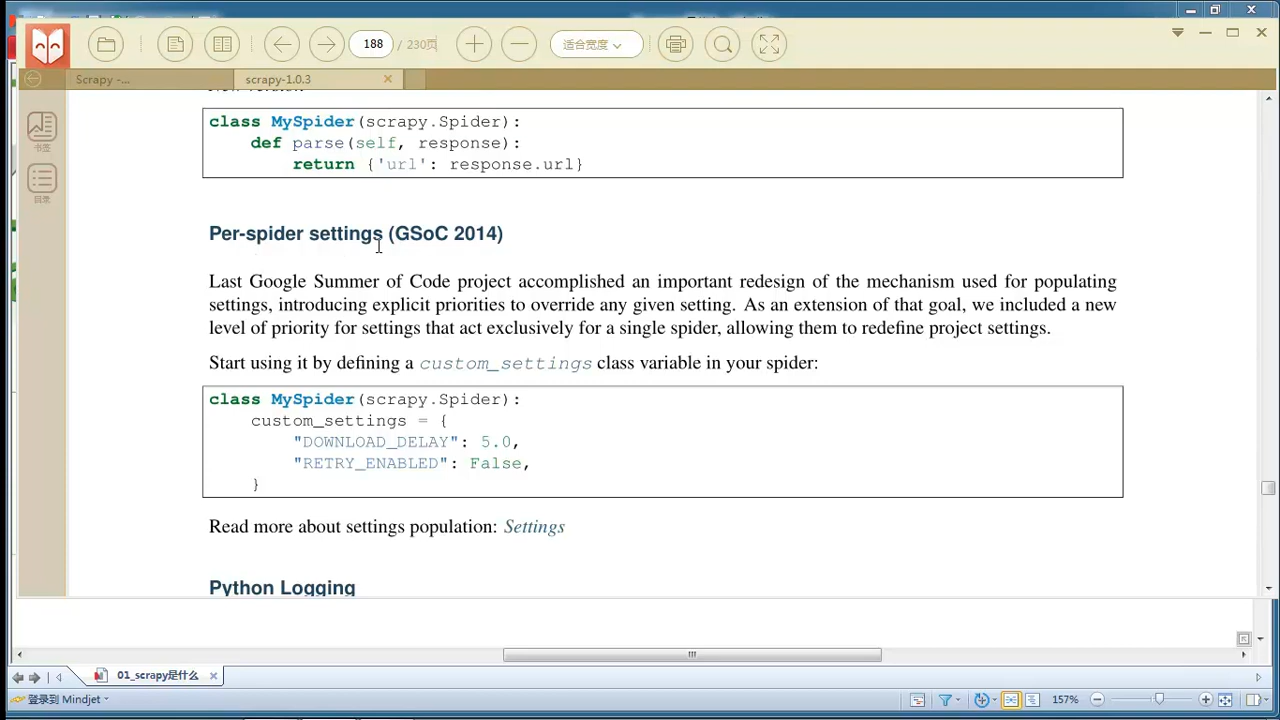 188 / 230页
适合宽度
Scrapy -...
scrapy-1.0.3
书签
目录
class MySpider(scrapy.Spider):
def parse(self, response):
return {'url': response.url}
Per-spider settings (GSoC 2014)
Last Google Summer of Code project accomplished an important redesign of the mechanism used for populating
settings, introducing explicit priorities to override any given setting. As an extension of that goal, we included a new
level of priority for settings that act exclusively for a single spider, allowing them to redefine project settings.
Start using it by defining a custom_settings class variable in your spider:
class MySpider(scrapy.Spider):
custom_settings = {
"DOWNLOAD_DELAY": 5.0,
"RETRY_ENABLED": False,
}
Read more about settings population: Settings
Python Logging
01_scrapy是什么
登录到 Mindjet
157%